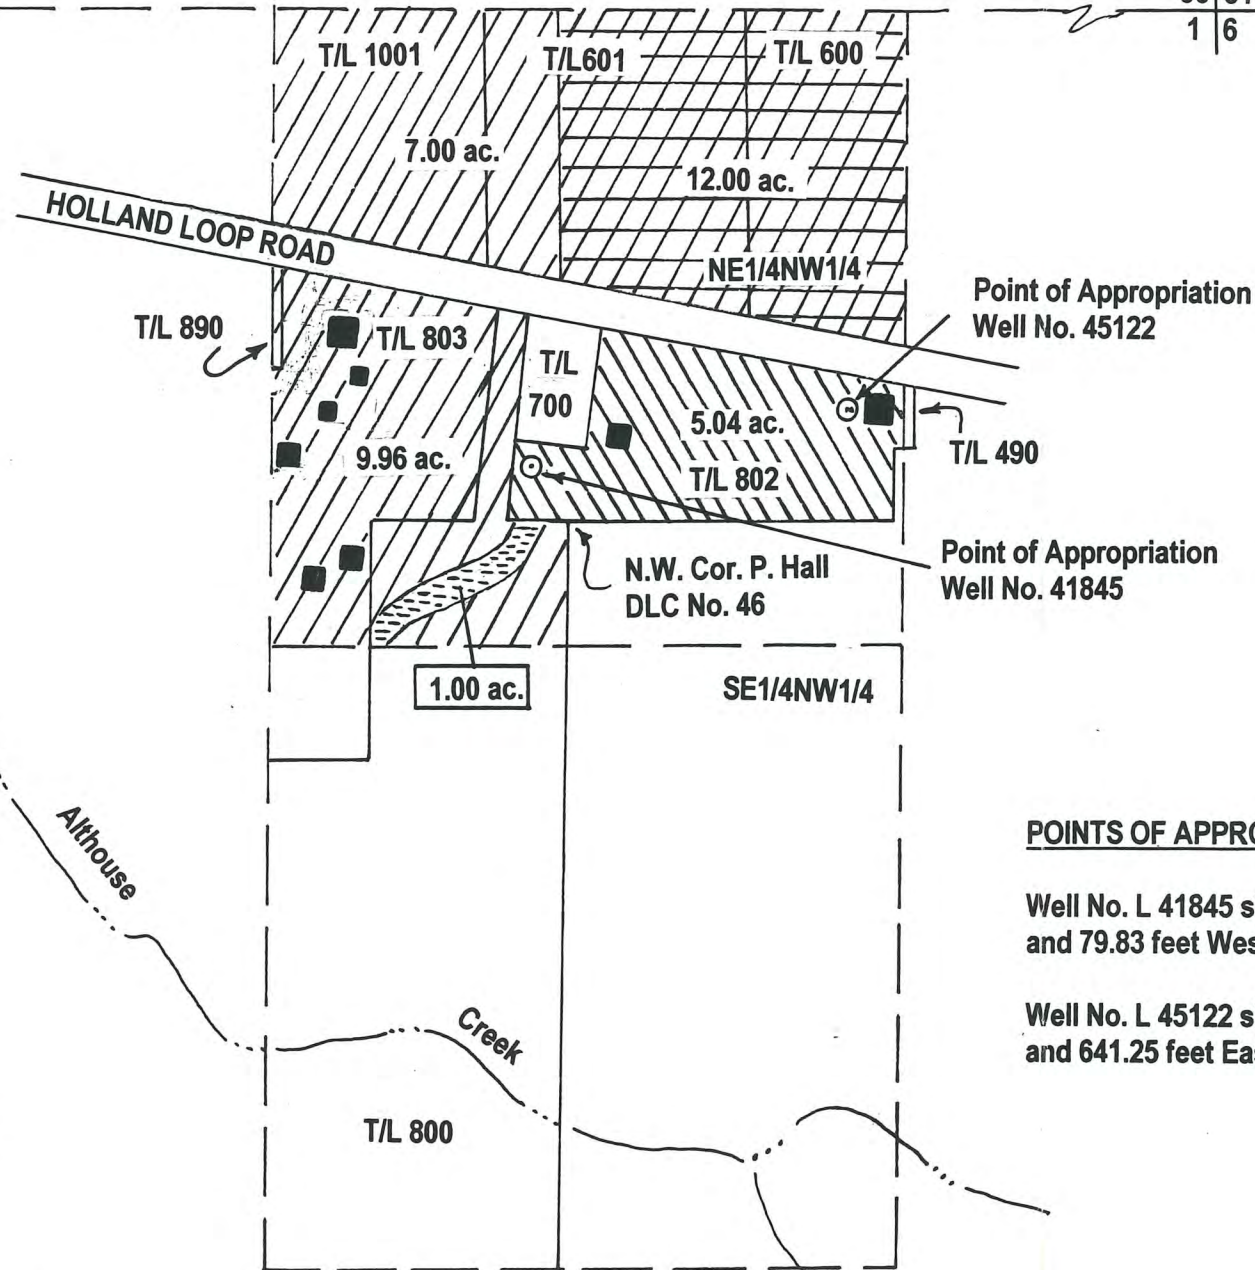 1 6
T/L 1001
T/L601
T/L 600
7.00 ac.
12.00 ac.
HOLLAND LOOP ROAD
NE1/4NW1/4
Point of Appropriation
Well No. 45122
T/L 890
T/L 803
T/L
700
5.04 ac.
9.96 ac.
T/L 802
T/L 490
N.W. Cor. P. Hall
DLC No. 46
Point of Appropriation
Well No. 41845
1.00 ac.
SE1/4NW1/4
POINTS OF APPRO
Althouse
Well No. L 41845 s
and 79.83 feet Wes
Well No. L 45122 s
and 641.25 feet Eas
Creek
T/L 800